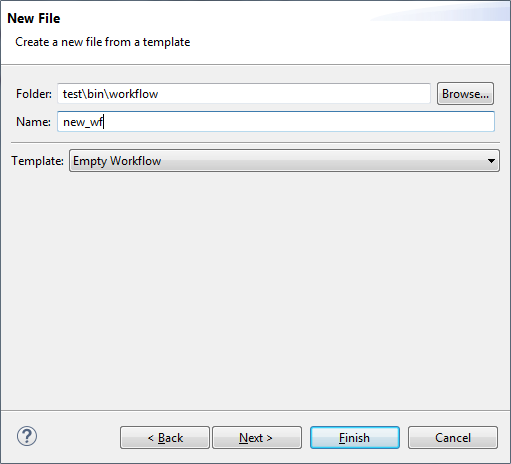 New File
Create a new file from a template
Folder: test\bin\workflow Browse...
Name: new_wf
Template: Empty Workflow
? < Back Next > Finish Cancel